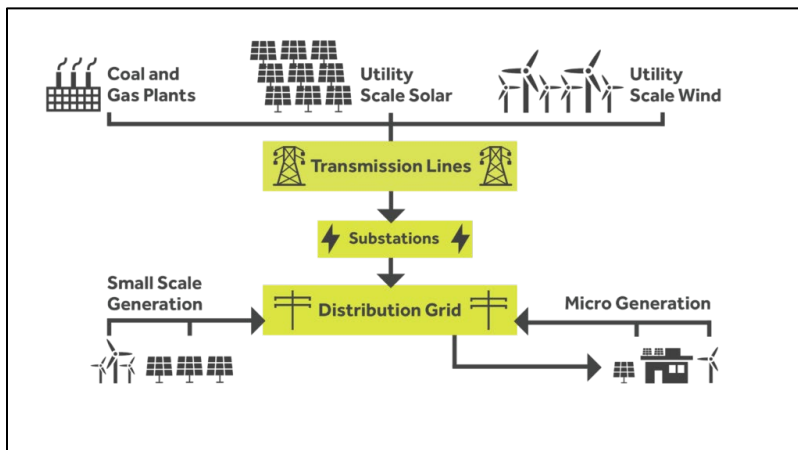 Coal and
Gas Plants
Utility
Scale Solar
Utility
Scale Wind
Transmission Lines
Substations
Small Scale
Generation
Distribution Grid
Micro Generation